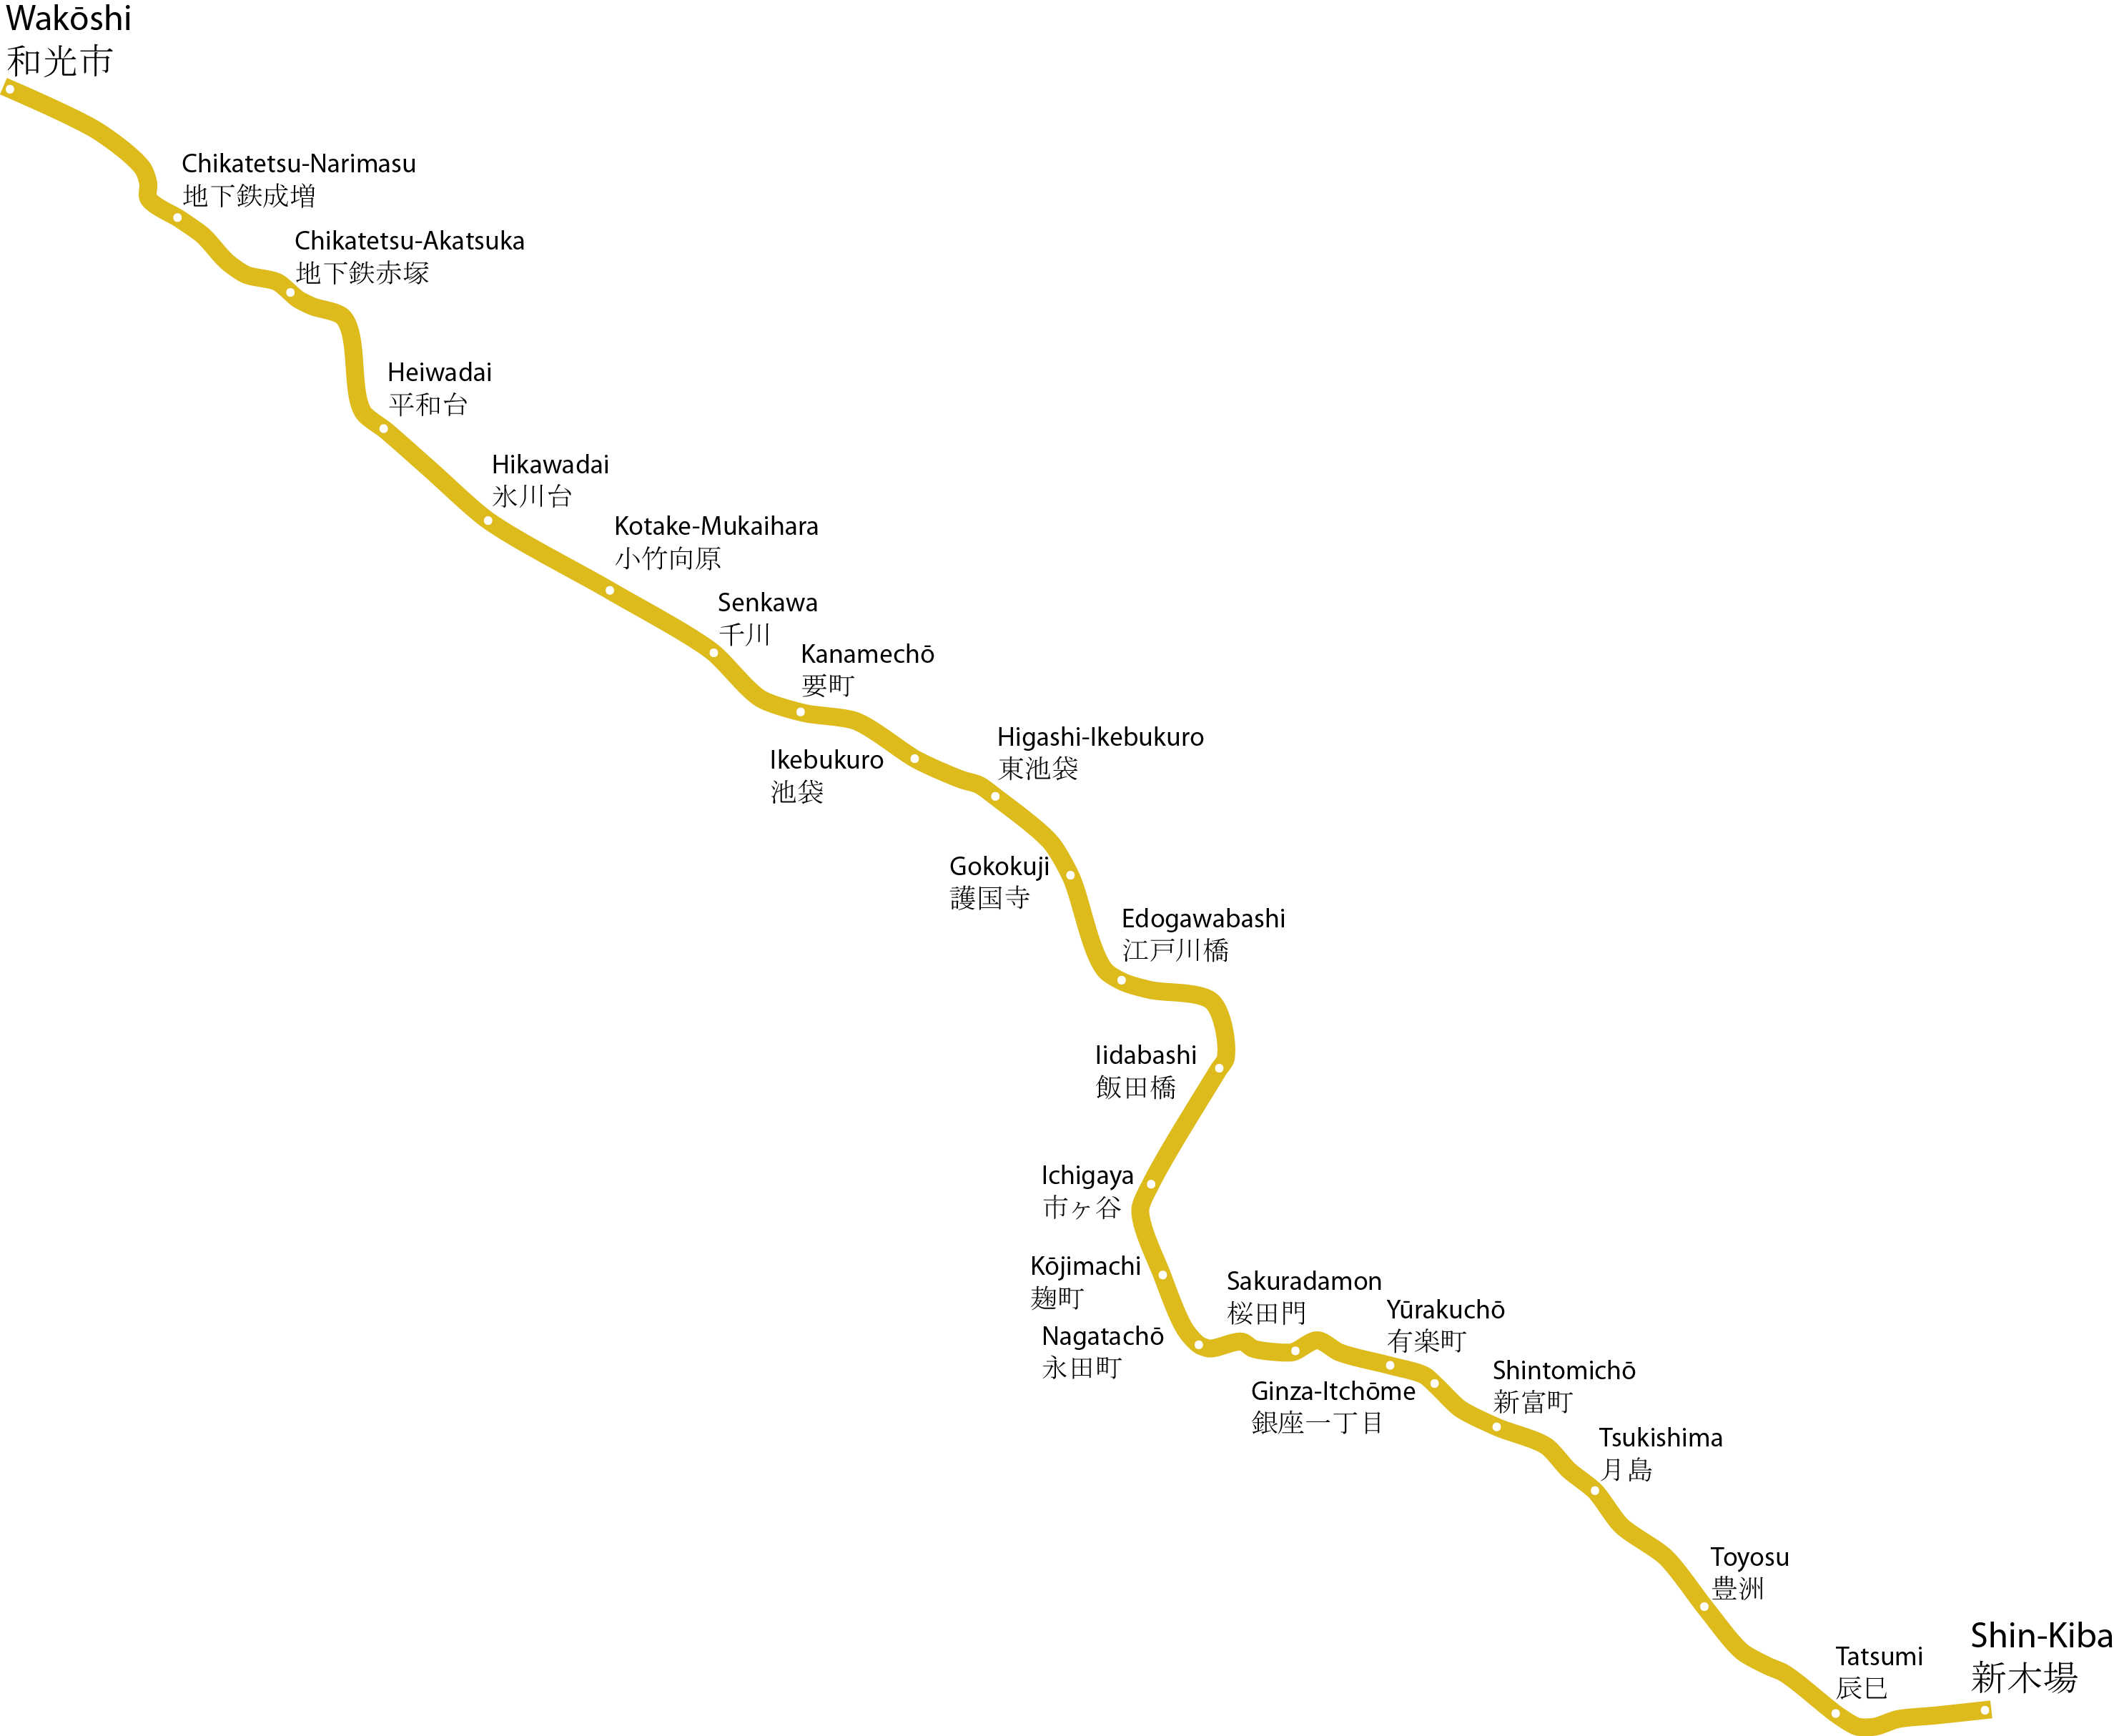 Wakōshi
和光市
Chikatetsu-Narimasu
地下鉄成増
Chikatetsu-Akatsuka
地下鉄赤塚
Heiwadai
平和台
Hikawadai
氷川台
Kotake-Mukaihara
小竹向原
Senkawa
千川
Kanamechō
要町
Ikebukuro
池袋
Higashi-Ikebukuro
東池袋
Gokokuji
護国寺
Edogawabashi
江戸川橋
Iidabashi
飯田橋
Ichigaya
市ヶ谷
Kōjimachi
麹町
Nagatachō
永田町
Sakuradamon
桜田門
Yūrakuchō
有楽町
Ginza-Itchōme
銀座一丁目
Shintomichō
新富町
Tsukishima
月島
Toyosu
豊洲
Tatsumi
辰巳
Shin-Kiba
新木場